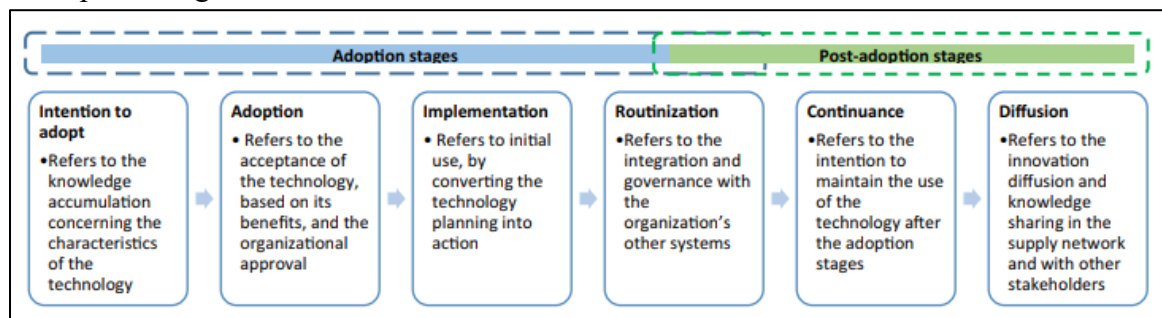 Adoption stages
Post-adoption stages
Intention to
adopt
•Refers to the
knowledge
accumulation
concerning the
characteristics
of the
technology
Adoption
• Refers to the
acceptance of
the technology,
based on its
benefits, and the
organizational
approval
Implementation
• Refers to initial
use, by
converting the
technology
planning into
action
Routinization
•Refers to the
integration and
governance with
the
organization's
other systems
Continuance
•Refers to the
intention to
maintain the use
of the
technology after
the adoption
stages
Diffusion
•Refers to the
innovation
diffusion and
knowledge
sharing in the
supply network
and with other
stakeholders